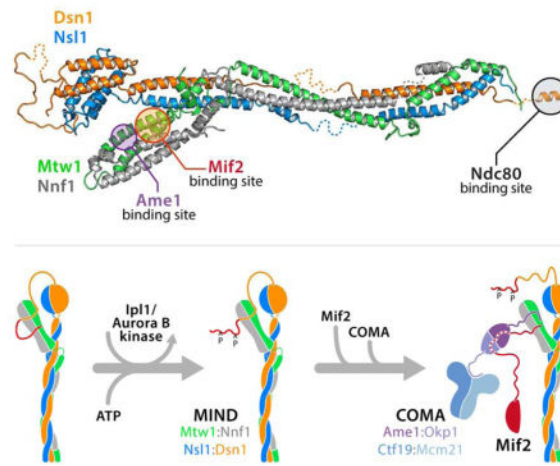 Dsn1
Nsl1
Mtw1
Nnf1
Mif2
binding site
Ame1
binding site
Ndc80
binding site
Ipl1/
Aurora B
kinase
ATP
P P
MIND
Mtw1:Nnf1
Nsl1:Dsn1
Mif2
COMA
P P
COMA
Ame1:Okp1
Ctf19:Mcm21
Mif2